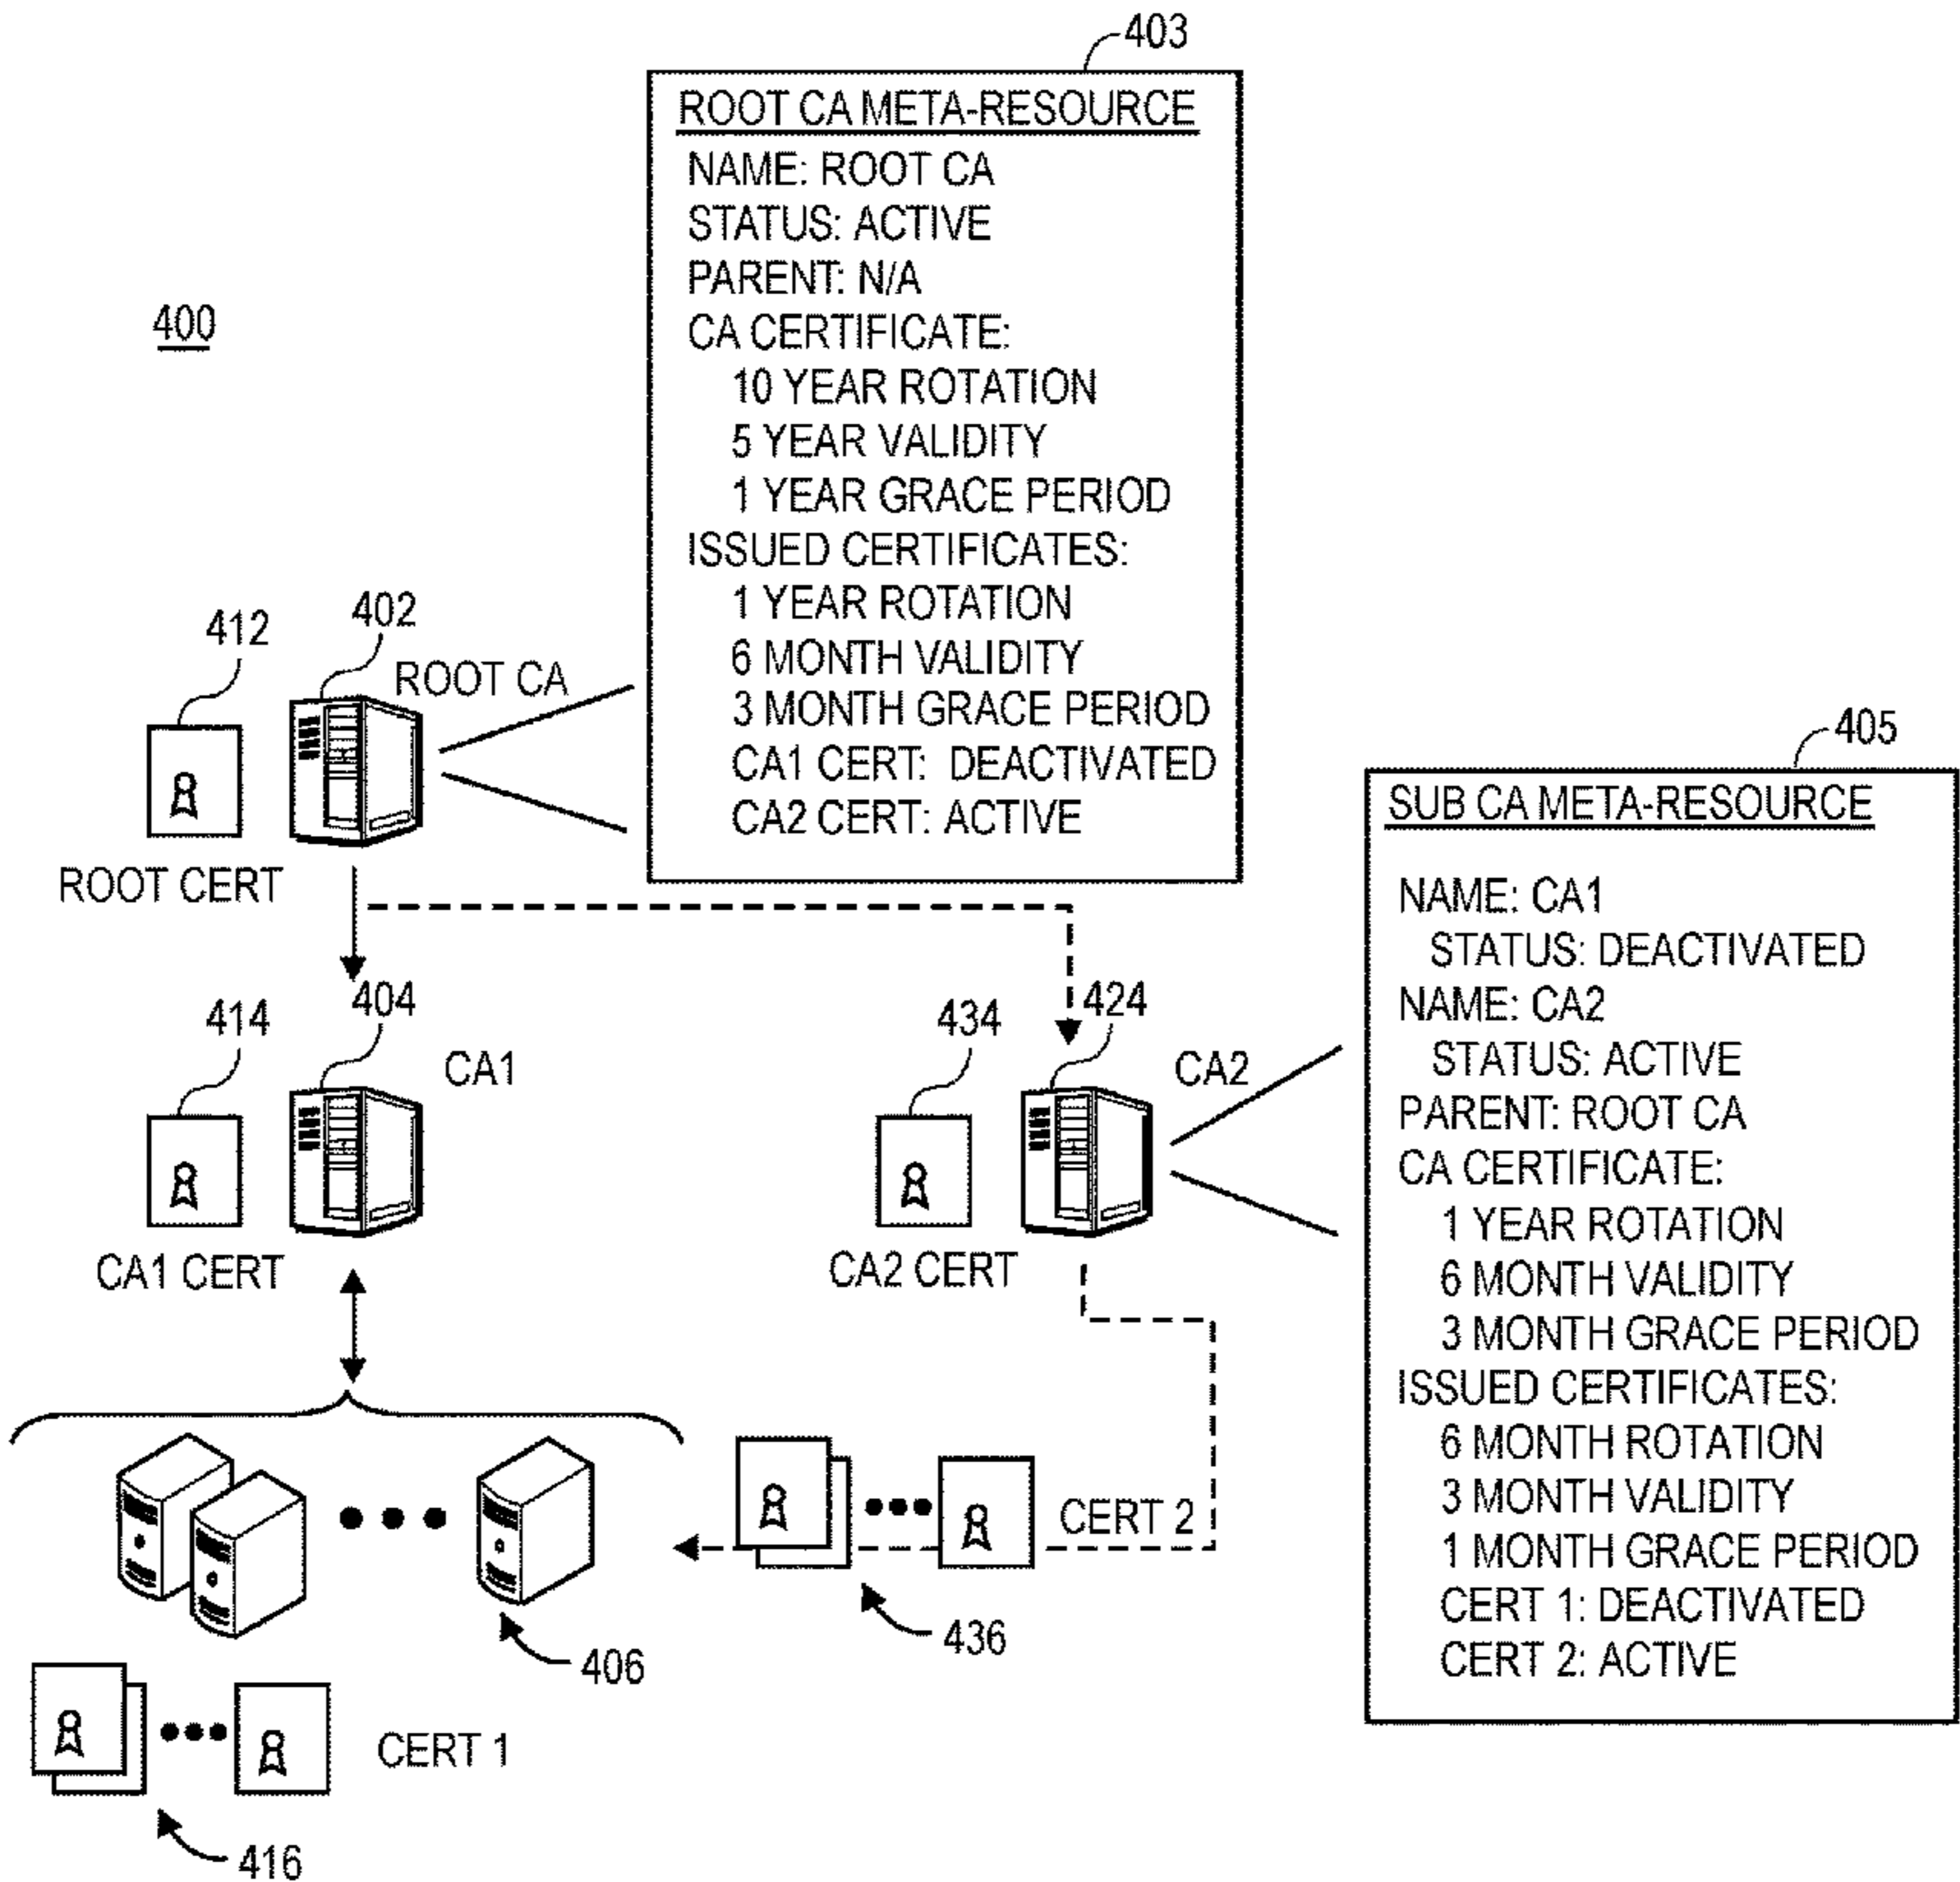 403
ROOT CA META-RESOURCE
NAME: ROOT CA
STATUS: ACTIVE
PARENT: N/A
CA CERTIFICATE:
10 YEAR ROTATION
5 YEAR VALIDITY
1 YEAR GRACE PERIOD
ISSUED CERTIFICATES:
1 YEAR ROTATION
6 MONTH VALIDITY
3 MONTH GRACE PERIOD
CA1 CERT: DEACTIVATED
CA2 CERT: ACTIVE
400
412
402
ROOT CA
ROOT CERT
405
SUB CA META-RESOURCE
NAME: CA1
STATUS: DEACTIVATED
NAME: CA2
STATUS: ACTIVE
PARENT: ROOT CA
CA CERTIFICATE:
1 YEAR ROTATION
6 MONTH VALIDITY
3 MONTH GRACE PERIOD
ISSUED CERTIFICATES:
6 MONTH ROTATION
3 MONTH VALIDITY
1 MONTH GRACE PERIOD
CERT 1: DEACTIVATED
CERT 2: ACTIVE
414
404
CA1
CA1 CERT
434
424
CA2
CA2 CERT
CERT 2
436
406
CERT 1
416